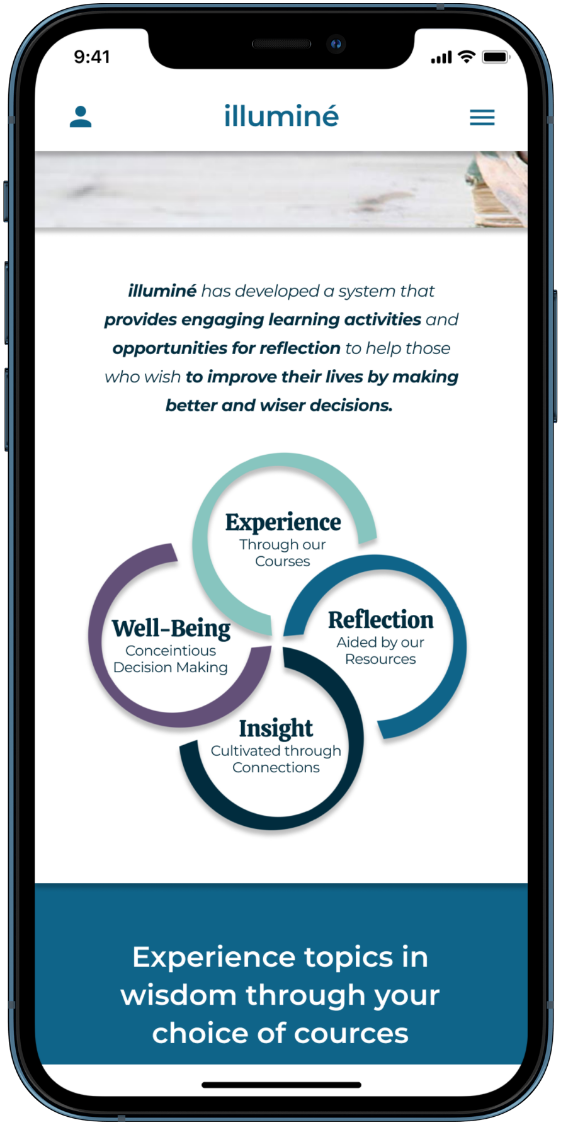 9:41
illuminé
illuminé has developed a system that
provides engaging learning activities and
opportunities for reflection to help those
who wish to improve their lives by making
better and wiser decisions.
Experience
Through our
Courses
Well-Being
Conceintious
Decision Making
Reflection
Aided by our
Resources
Insight
Cultivated through
Connections
Experience topics in
wisdom through your
choice of cources